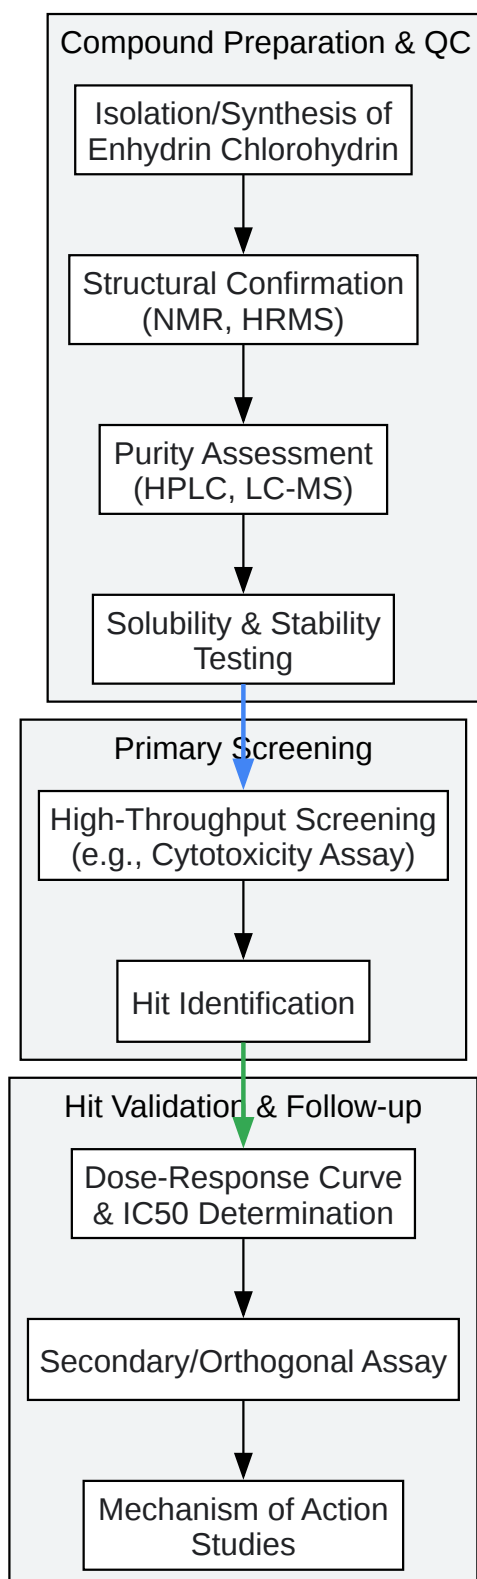 Compound Preparation & QC
Isolation/Synthesis of
Enhydrin Chlorohydrin
Structural Confirmation
(NMR, HRMS)
Purity Assessment
(HPLC, LC-MS)
Solubility & Stability
Testing
Primary Screening
High-Throughput Screening
(e.g., Cytotoxicity Assay)
Hit Identification
Hit Validation & Follow-up
Dose-Response Curve
& IC50 Determination
Secondary/Orthogonal Assay
Mechanism of Action
Studies